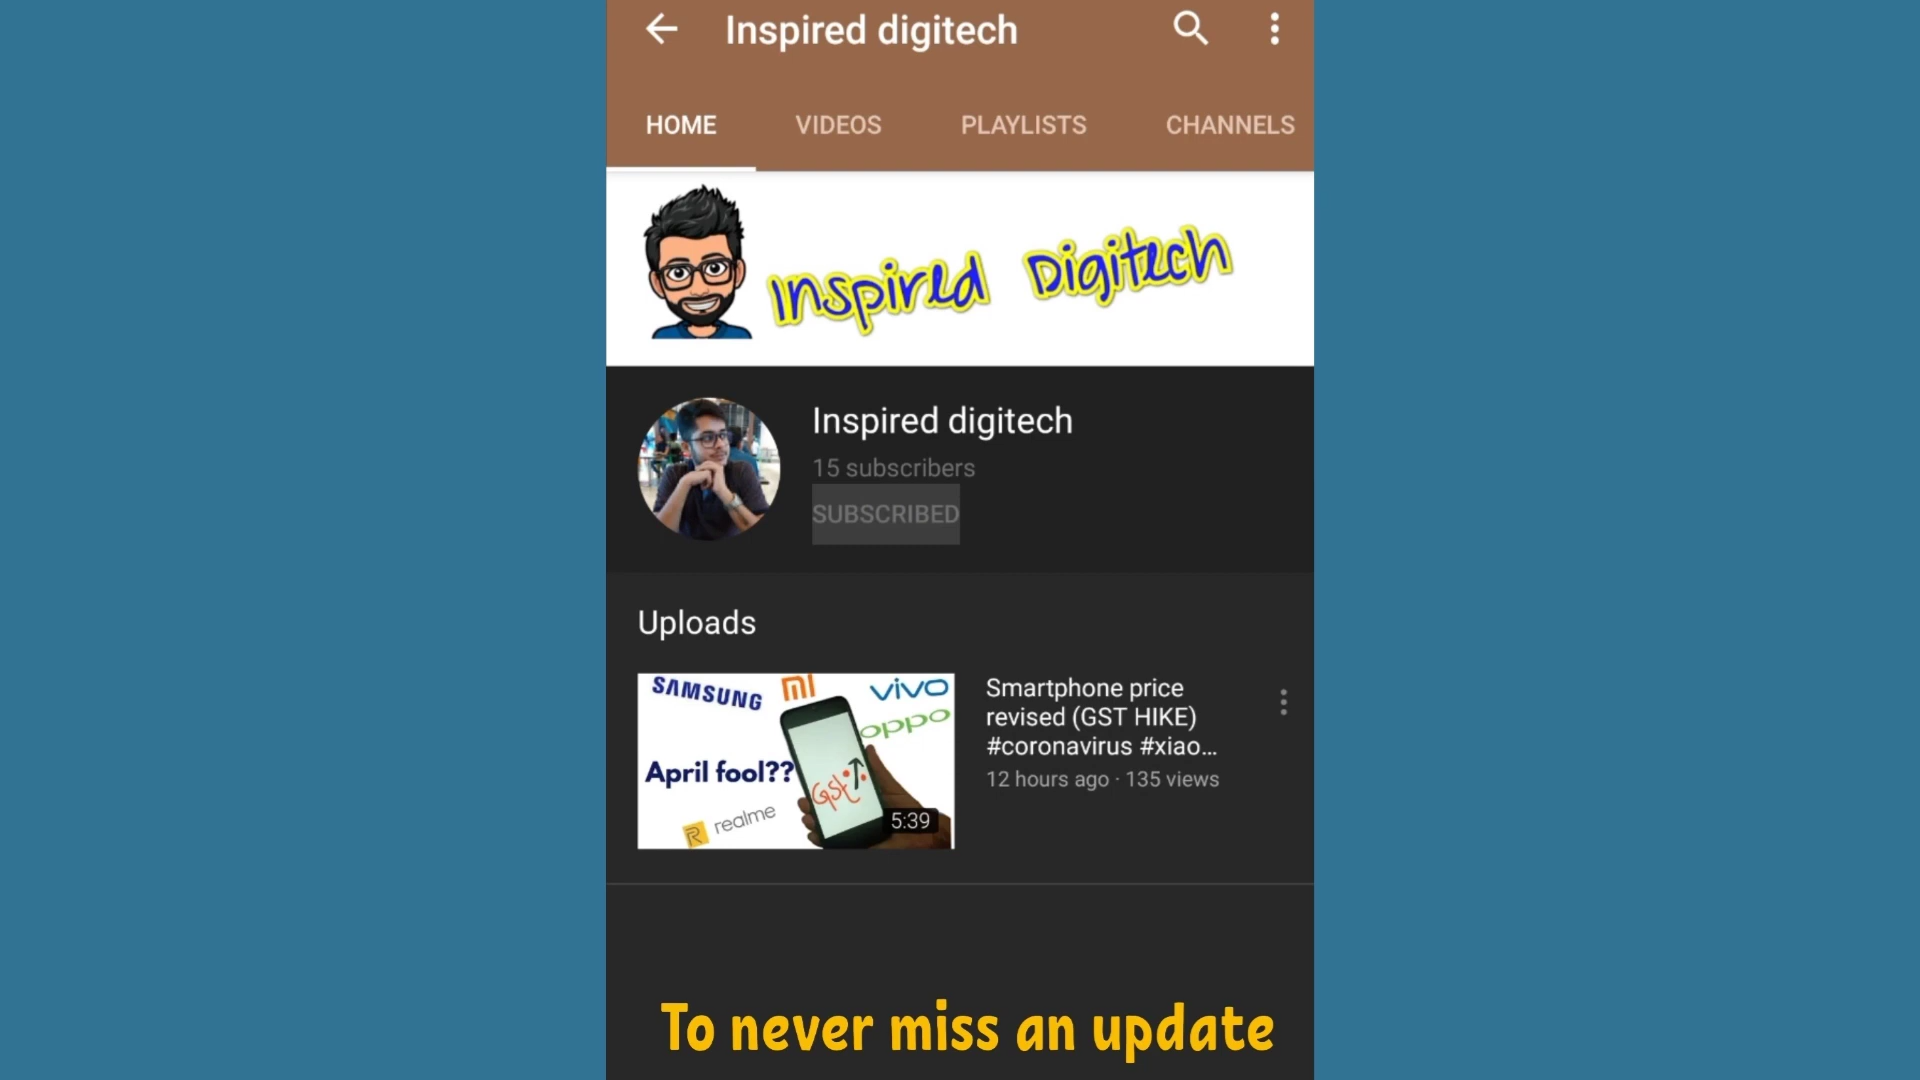 Inspired digitech
HOME VIDEOS PLAYLISTS CHANNELS
Inspired Digitech
Inspired digitech
15 subscribers
SUBSCRIBED
Uploads
SAMSUNG
mi
vivo
oppo
April fool??
Gst %
R realme
5:39
Smartphone price
revised (GST HIKE)
#coronavirus #xiao...
12 hours ago · 135 views
To never miss an update